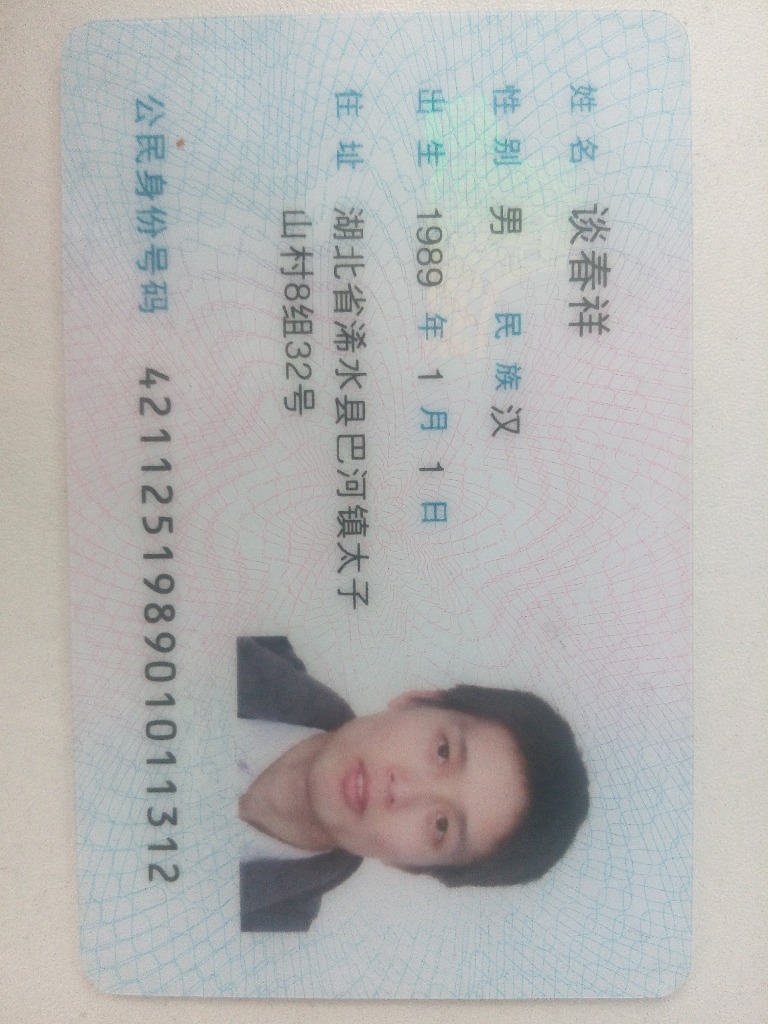 姓名 谈春祥
性别 男 民族 汉
出生 1989 年 1 月 1 日
住址 湖北省浠水县巴河镇太子
山村8组32号
公民身份号码 421125198901011312